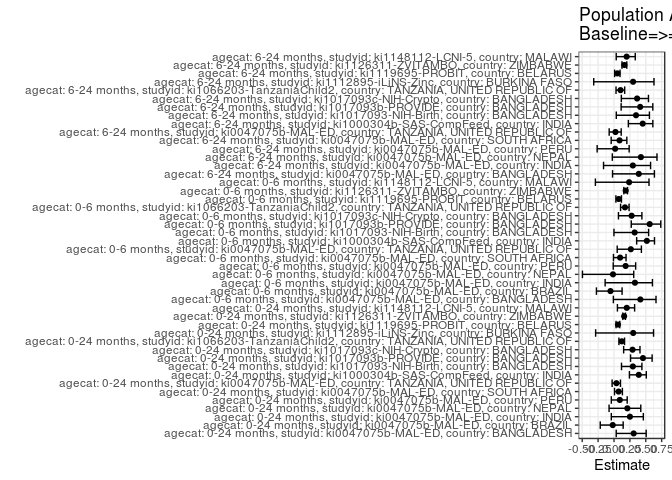 Population A
Baseline=>=
agecat: 6-24 months, studyid: ki1148112-LCNI-5, country: MALAWI
agecat: 6-24 months, studyid: ki1126311-ZVITAMBO, country: ZIMBABWE
agecat: 6-24 months, studyid: ki1119695-PROBIT, country: BELARUS
agecat: 6-24 months, studyid: ki1112895-iLiNS-Zinc, country: BURKINA FASO
agecat: 6-24 months, studyid: ki1066203-TanzaniaChild2, country: TANZANIA, UNITED REPUBLIC OF
agecat: 6-24 months, studyid: ki1017093c-NIH-Crypto, country: BANGLADESH
agecat: 6-24 months, studyid: ki1017093b-PROVIDE, country: BANGLADESH
agecat: 6-24 months, studyid: ki1017093-NIH-Birth, country: BANGLADESH
agecat: 6-24 months, studyid: ki1000304b-SAS-CompFeed, country: INDIA
agecat: 6-24 months, studyid: ki0047075b-MAL-ED, country: TANZANIA, UNITED REPUBLIC OF
agecat: 6-24 months, studyid: ki0047075b-MAL-ED, country: SOUTH AFRICA
agecat: 6-24 months, studyid: ki0047075b-MAL-ED, country: PERU
agecat: 6-24 months, studyid: ki0047075b-MAL-ED, country: NEPAL
agecat: 6-24 months, studyid: ki0047075b-MAL-ED, country: INDIA
agecat: 6-24 months, studyid: ki0047075b-MAL-ED, country: BANGLADESH
agecat: 0-6 months, studyid: ki1148112-LCNI-5, country: MALAWI
agecat: 0-6 months, studyid: ki1126311-ZVITAMBO, country: ZIMBABWE
agecat: 0-6 months, studyid: ki1119695-PROBIT, country: BELARUS
agecat: 0-6 months, studyid: ki1066203-TanzaniaChild2, country: TANZANIA, UNITED REPUBLIC OF
agecat: 0-6 months, studyid: ki1017093c-NIH-Crypto, country: BANGLADESH
agecat: 0-6 months, studyid: ki1017093b-PROVIDE, country: BANGLADESH
agecat: 0-6 months, studyid: ki1017093-NIH-Birth, country: BANGLADESH
agecat: 0-6 months, studyid: ki1000304b-SAS-CompFeed, country: INDIA
agecat: 0-6 months, studyid: ki0047075b-MAL-ED, country: TANZANIA, UNITED REPUBLIC OF
agecat: 0-6 months, studyid: ki0047075b-MAL-ED, country: SOUTH AFRICA
agecat: 0-6 months, studyid: ki0047075b-MAL-ED, country: PERU
agecat: 0-6 months, studyid: ki0047075b-MAL-ED, country: NEPAL
agecat: 0-6 months, studyid: ki0047075b-MAL-ED, country: INDIA
agecat: 0-6 months, studyid: ki0047075b-MAL-ED, country: BRAZIL
agecat: 0-6 months, studyid: ki0047075b-MAL-ED, country: BANGLADESH
agecat: 0-24 months, studyid: ki1148112-LCNI-5, country: MALAWI
agecat: 0-24 months, studyid: ki1126311-ZVITAMBO, country: ZIMBABWE
agecat: 0-24 months, studyid: ki1119695-PROBIT, country: BELARUS
agecat: 0-24 months, studyid: ki1112895-iLiNS-Zinc, country: BURKINA FASO
agecat: 0-24 months, studyid: ki1066203-TanzaniaChild2, country: TANZANIA, UNITED REPUBLIC OF
agecat: 0-24 months, studyid: ki1017093c-NIH-Crypto, country: BANGLADESH
agecat: 0-24 months, studyid: ki1017093b-PROVIDE, country: BANGLADESH
agecat: 0-24 months, studyid: ki1017093-NIH-Birth, country: BANGLADESH
agecat: 0-24 months, studyid: ki1000304b-SAS-CompFeed, country: INDIA
agecat: 0-24 months, studyid: ki0047075b-MAL-ED, country: TANZANIA, UNITED REPUBLIC OF
agecat: 0-24 months, studyid: ki0047075b-MAL-ED, country: SOUTH AFRICA
agecat: 0-24 months, studyid: ki0047075b-MAL-ED, country: PERU
agecat: 0-24 months, studyid: ki0047075b-MAL-ED, country: NEPAL
agecat: 0-24 months, studyid: ki0047075b-MAL-ED, country: INDIA
agecat: 0-24 months, studyid: ki0047075b-MAL-ED, country: BRAZIL
agecat: 0-24 months, studyid: ki0047075b-MAL-ED, country: BANGLADESH
-0.50 -0.25 0.00 0.25 0.50 0.75
Estimate